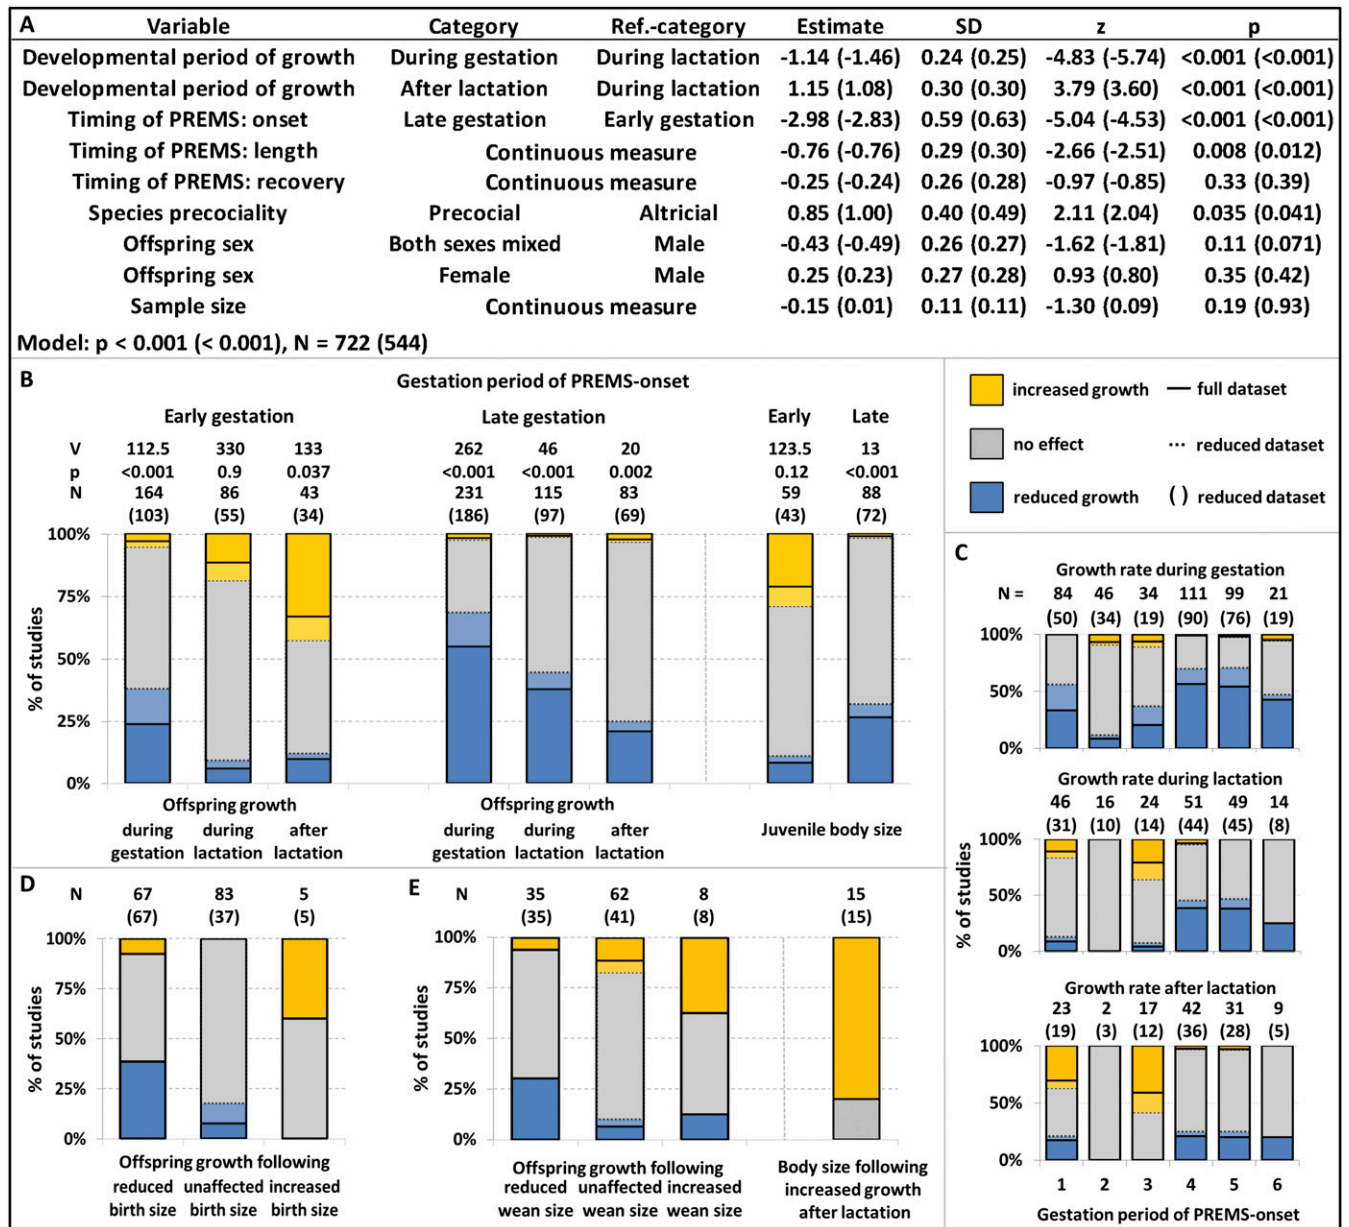 A Variable Category Ref.-category Estimate SD z p
Developmental period of growth During gestation During lactation -1.14 (-1.46) 0.24 (0.25) -4.83 (-5.74) <0.001 (<0.001)
Developmental period of growth After lactation During lactation 1.15 (1.08) 0.30 (0.30) 3.79 (3.60) <0.001 (<0.001)
Timing of PREMS: onset Late gestation Early gestation -2.98 (-2.83) 0.59 (0.63) -5.04 (-4.53) <0.001 (<0.001)
Timing of PREMS: length Continuous measure -0.76 (-0.76) 0.29 (0.30) -2.66 (-2.51) 0.008 (0.012)
Timing of PREMS: recovery Continuous measure -0.25 (-0.24) 0.26 (0.28) -0.97 (-0.85) 0.33 (0.39)
Species precociality Precocial Altricial 0.85 (1.00) 0.40 (0.49) 2.11 (2.04) 0.035 (0.041)
Offspring sex Both sexes mixed Male -0.43 (-0.49) 0.26 (0.27) -1.62 (-1.81) 0.11 (0.071)
Offspring sex Female Male 0.25 (0.23) 0.27 (0.28) 0.93 (0.80) 0.35 (0.42)
Sample size Continuous measure -0.15 (0.01) 0.11 (0.11) -1.30 (0.09) 0.19 (0.93)
Model: p < 0.001 (< 0.001), N = 722 (544)
B Gestation period of PREMS-onset
Early gestation Late gestation Early Late
V 112.5 330 133 262 46 20 123.5 13
p <0.001 0.9 0.037 <0.001 <0.001 0.002 0.12 <0.001
N 164 86 43 231 115 83 59 88
(103) (55) (34) (186) (97) (69) (43) (72)
100%
75%
50%
25%
0%
% of studies
Offspring growth Offspring growth
during during after during during after Juvenile body size
gestation lactation lactation gestation lactation lactation
increased growth full dataset
no effect reduced dataset
reduced growth ( ) reduced dataset
C Growth rate during gestation
N = 84 46 34 111 99 21
(50) (34) (19) (90) (76) (19)
100%
50%
0%
Growth rate during lactation
46 16 24 51 49 14
(31) (10) (14) (44) (45) (8)
100%
50%
0%
% of studies
Growth rate after lactation
23 2 17 42 31 9
(19) (3) (12) (36) (28) (5)
100%
50%
0%
1 2 3 4 5 6
Gestation period of PREMS-onset
D N 67 83 5
(67) (37) (5)
100%
75%
50%
25%
0%
% of studies
Offspring growth following
reduced unaffected increased
birth size birth size birth size
E N 35 62 8 15
(35) (41) (8) (15)
100%
75%
50%
25%
0%
% of studies
Offspring growth following
reduced unaffected increased
wean size wean size wean size
Body size following
increased growth
after lactation